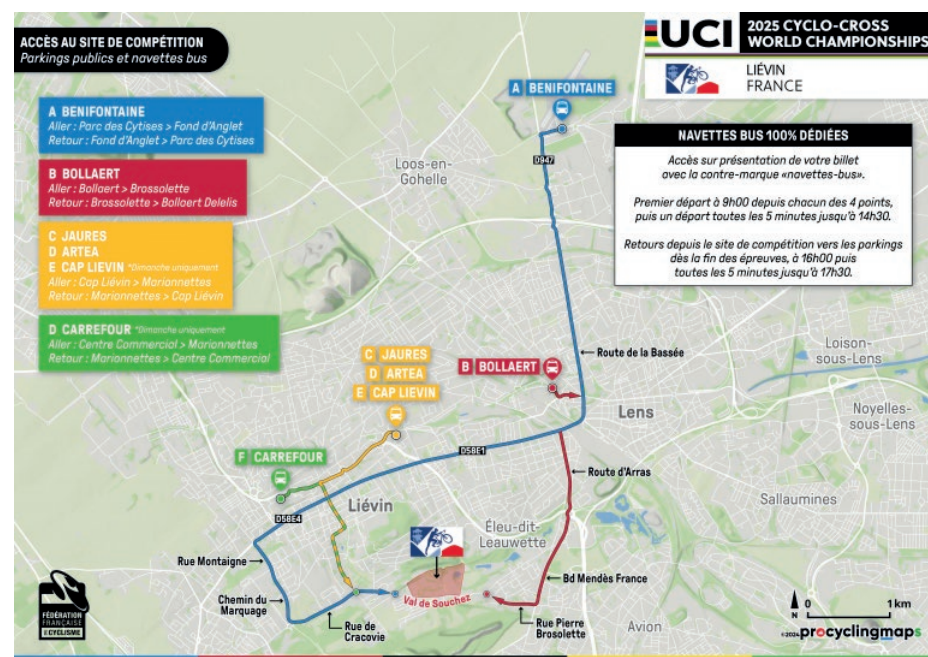 ACCÈS AU SITE DE COMPÉTITION
Parkings publics et navettes bus
UCI
2025 CYCLO-CROSS
WORLD CHAMPIONSHIPS
LIÉVIN
FRANCE
A BENIFONTAINE
Aller : Parc des Cytises > Fond d'Anglet
Retour : Fond d'Anglet > Parc des Cytises
B BOLLAERT
Aller : Bollaert > Brossolette
Retour : Brossolette > Bollaert Delelis
C JAURES
D ARTEA
E CAP LIEVIN *Dimanche uniquement
Aller : Cap Liévin > Marionnettes
Retour : Marionnettes > Cap Liévin
D CARREFOUR *Dimanche uniquement
Aller : Centre Commercial > Marionnettes
Retour : Marionnettes > Centre Commercial
NAVETTES BUS 100% DÉDIÉES
Accès sur présentation de votre billet
avec la contre-marque «navettes-bus».
Premier départ à 9h00 depuis chacun des 4 points,
puis un départ toutes les 5 minutes jusqu'à 14h30.
Retours depuis le site de compétition vers les parkings
dès la fin des épreuves, à 16h00 puis
toutes les 5 minutes jusqu'à 17h30.
A BENIFONTAINE
D947
Loos-en-
Gohelle
Route de la Bassée
Loison-
sous-Lens
C JAURES
D ARTEA
E CAP LIEVIN
B BOLLAERT
Lens
Noyelles-
sous-Lens
D58E1
F CARREFOUR
Route d'Arras
Sallaumines
D58E4
Liévin
Éleu-dit-
Leauwette
Rue Montaigne
Bd Mendès France
Chemin du
Marquage
Val de Souchez
Rue de
Cracovie
Rue Pierre
Brosolette
Avion
FÉDÉRATION
FRANÇAISE
DE CYCLISME
N
0
1 km
©2024 procyclingmaps